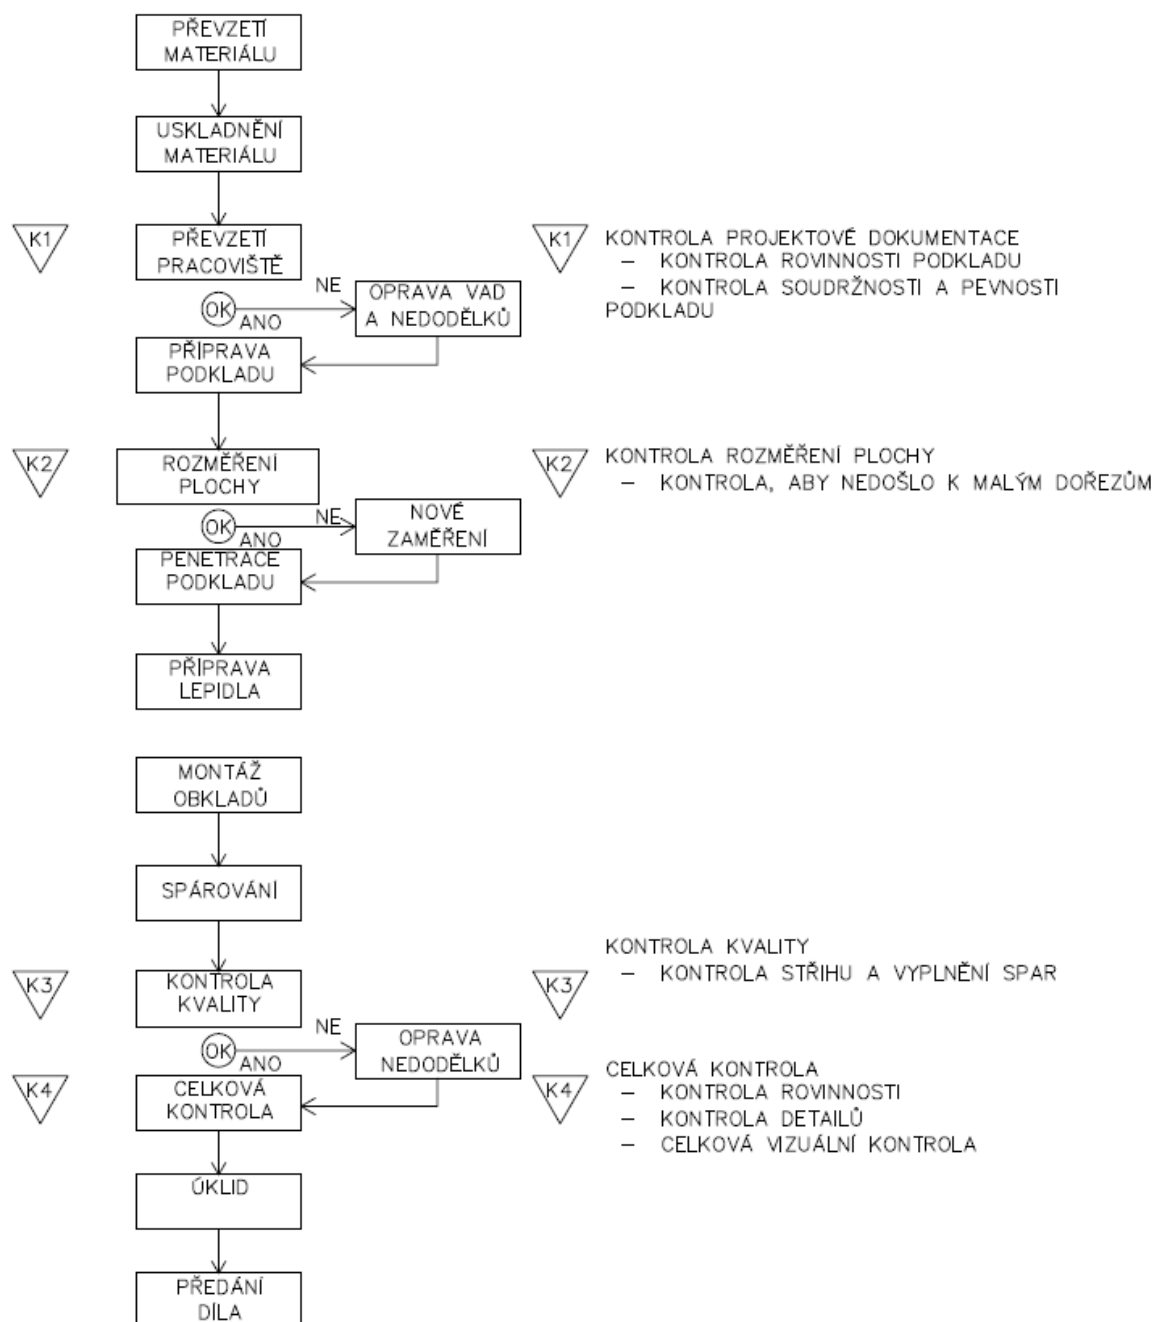 PŘEVZETÍ
MATERIÁLU
USKLADNĚNÍ
MATERIÁLU
K1
PŘEVZETÍ
PRACOVIŠTĚ
K1
KONTROLA PROJEKTOVÉ DOKUMENTACE
– KONTROLA ROVINNOSTI PODKLADU
– KONTROLA SOUDRŽNOSTI A PEVNOSTI
PODKLADU
OK
NE
ANO
OPRAVA VAD
A NEDODĚLKŮ
PŘÍPRAVA
PODKLADU
K2
ROZMĚŘENÍ
PLOCHY
K2
KONTROLA ROZMĚŘENÍ PLOCHY
– KONTROLA, ABY NEDOŠLO K MALÝM DOŘEZŮM
OK
NE
ANO
NOVÉ
ZAMĚŘENÍ
PENETRACE
PODKLADU
PŘÍPRAVA
LEPIDLA
MONTÁŽ
OBKLADŮ
SPÁROVÁNÍ
K3
KONTROLA
KVALITY
K3
KONTROLA KVALITY
– KONTROLA STŘIHU A VYPLNĚNÍ SPAR
OK
NE
ANO
OPRAVA
NEDODĚLKŮ
K4
CELKOVÁ
KONTROLA
K4
CELKOVÁ KONTROLA
– KONTROLA ROVINNOSTI
– KONTROLA DETAILŮ
– CELKOVÁ VIZUÁLNÍ KONTROLA
ÚKLID
PŘEDÁNÍ
DÍLA